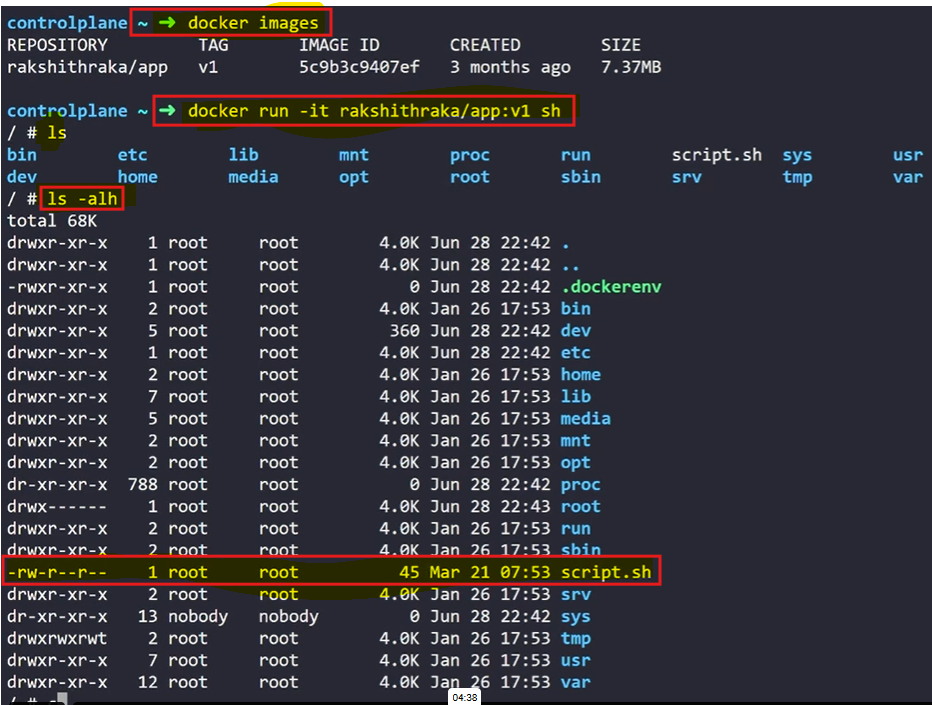 controlplane ~ ➜ docker images
REPOSITORY TAG IMAGE ID CREATED SIZE
rakshithraka/app v1 5c9b3c9407ef 3 months ago 7.37MB
controlplane ~ ➜ docker run -it rakshithraka/app:v1 sh
/ # ls
bin etc lib mnt proc run script.sh sys usr
dev home media opt root sbin srv tmp var
/ # ls -alh
total 68K
drwxr-xr-x 1 root root 4.0K Jun 28 22:42 .
drwxr-xr-x 1 root root 4.0K Jun 28 22:42 ..
-rwxr-xr-x 1 root root 0 Jun 28 22:42 .dockerenv
drwxr-xr-x 2 root root 4.0K Jan 26 17:53 bin
drwxr-xr-x 5 root root 360 Jun 28 22:42 dev
drwxr-xr-x 1 root root 4.0K Jun 28 22:42 etc
drwxr-xr-x 2 root root 4.0K Jan 26 17:53 home
drwxr-xr-x 7 root root 4.0K Jan 26 17:53 lib
drwxr-xr-x 5 root root 4.0K Jan 26 17:53 media
drwxr-xr-x 2 root root 4.0K Jan 26 17:53 mnt
drwxr-xr-x 2 root root 4.0K Jan 26 17:53 opt
dr-xr-xr-x 788 root root 0 Jun 28 22:42 proc
drwx------ 1 root root 4.0K Jun 28 22:43 root
drwxr-xr-x 2 root root 4.0K Jan 26 17:53 run
drwxr-xr-x 2 root root 4.0K Jan 26 17:53 sbin
-rw-r--r-- 1 root root 45 Mar 21 07:53 script.sh
drwxr-xr-x 2 root root 4.0K Jan 26 17:53 srv
dr-xr-xr-x 13 nobody nobody 0 Jun 28 22:42 sys
drwxrwxrwt 2 root root 4.0K Jan 26 17:53 tmp
drwxr-xr-x 7 root root 4.0K Jan 26 17:53 usr
drwxr-xr-x 12 root root 4.0K Jan 26 17:53 var
/ #
04:38